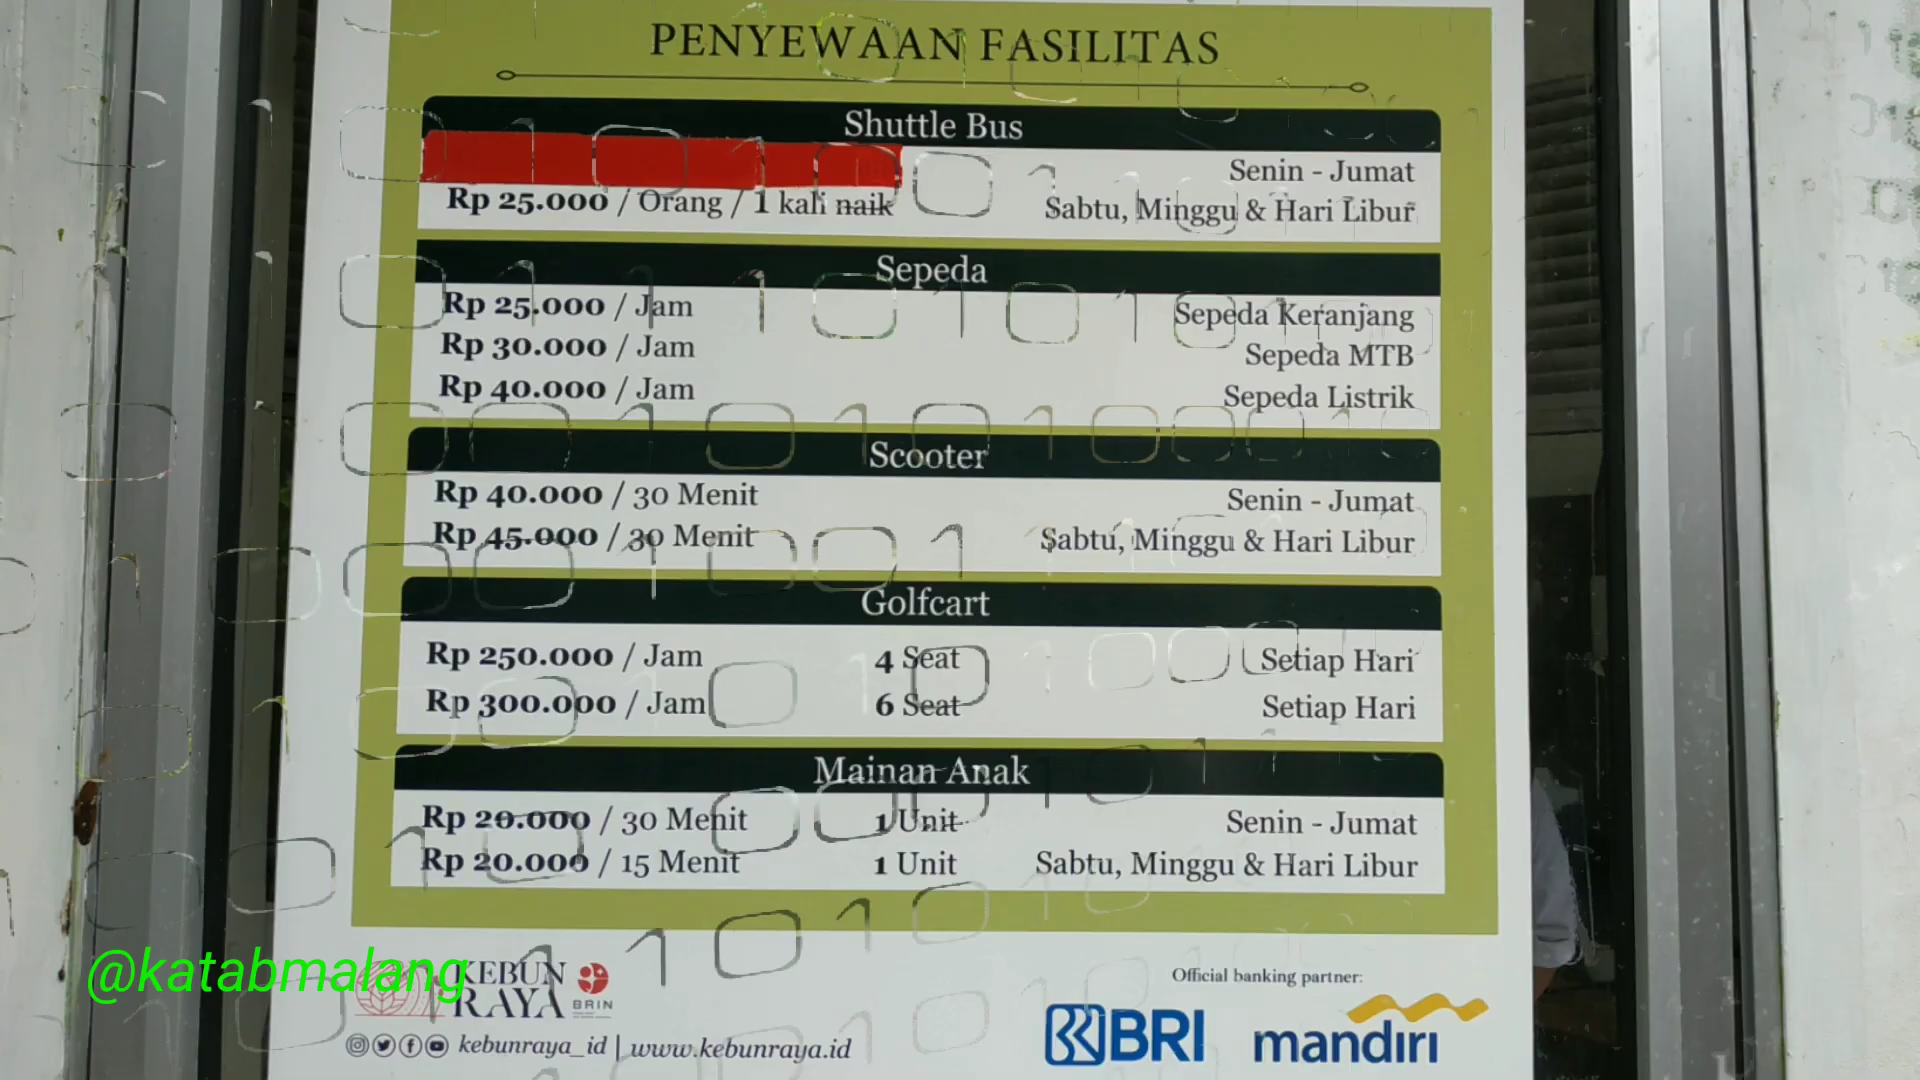 PENYEWAAN FASILITAS
Shuttle Bus
Senin - Jumat
Rp 25.000 / Orang / 1 kali naik Sabtu, Minggu & Hari Libur
Sepeda
Rp 25.000 / Jam Sepeda Keranjang
Rp 30.000 / Jam Sepeda MTB
Rp 40.000 / Jam Sepeda Listrik
Scooter
Rp 40.000 / 30 Menit Senin - Jumat
Rp 45.000 / 30 Menit Sabtu, Minggu & Hari Libur
Golfcart
Rp 250.000 / Jam 4 Seat Setiap Hari
Rp 300.000 / Jam 6 Seat Setiap Hari
Mainan Anak
Rp 20.000 / 30 Menit 1 Unit Senin - Jumat
Rp 20.000 / 15 Menit 1 Unit Sabtu, Minggu & Hari Libur
@katabmalang
KEBUN
RAYA
BRIN
kebunraya_id | www.kebunraya.id
Official banking partner:
BRI mandiri